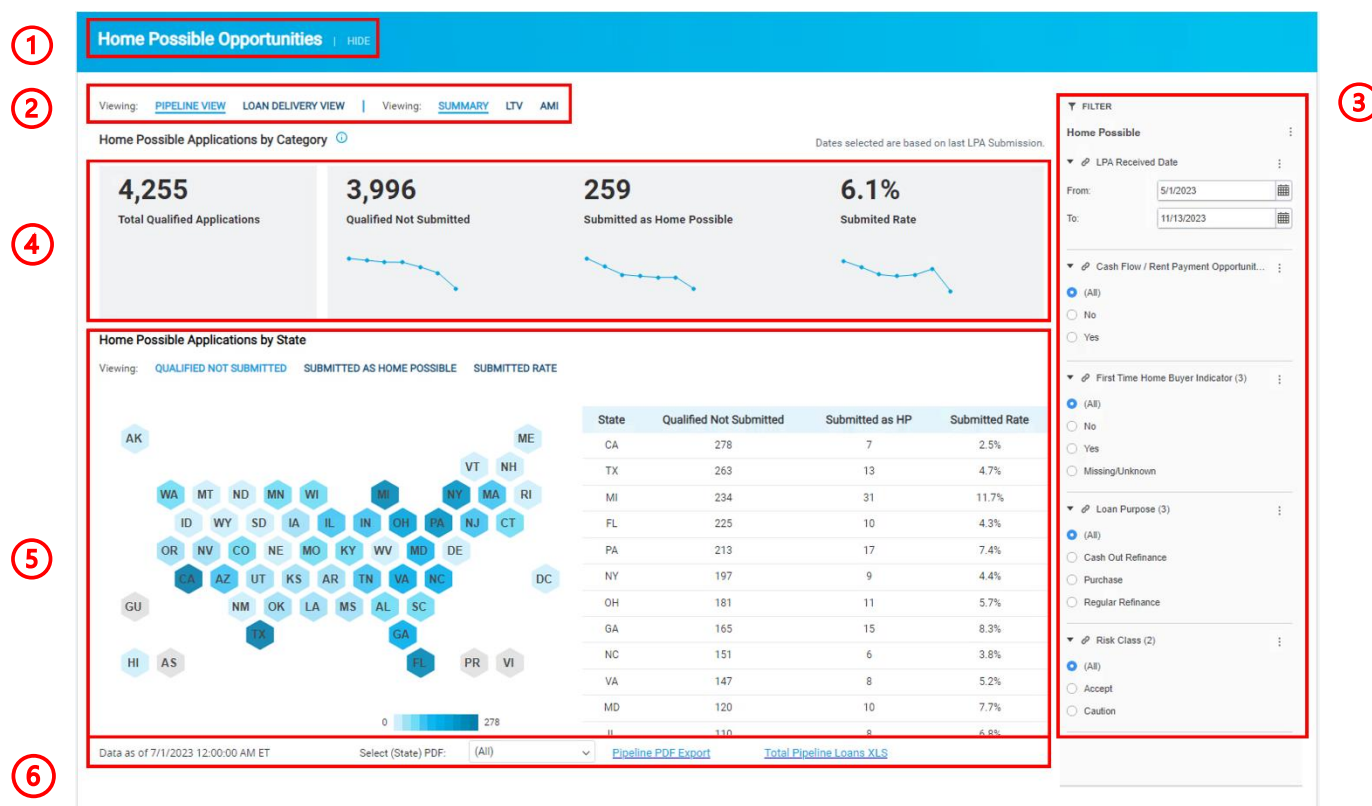 1
Home Possible Opportunities | HIDE
2
Viewing: PIPELINE VIEW LOAN DELIVERY VIEW | Viewing: SUMMARY LTV AMI
3
Home Possible Applications by Category
Dates selected are based on last LPA Submission.
4
4,255
Total Qualified Applications
3,996
Qualified Not Submitted
259
Submitted as Home Possible
6.1%
Submited Rate
5
Home Possible Applications by State
Viewing: QUALIFIED NOT SUBMITTED SUBMITTED AS HOME POSSIBLE SUBMITTED RATE
AK ME
VT NH
WA MT ND MN WI MI NY MA RI
ID WY SD IA IL IN OH PA NJ CT
OR NV CO NE MO KY WV MD DE
CA AZ UT KS AR TN VA NC DC
GU NM OK LA MS AL SC
TX GA
HI AS FL PR VI
0 278
State Qualified Not Submitted Submitted as HP Submitted Rate
CA 278 7 2.5%
TX 263 13 4.7%
MI 234 31 11.7%
FL 225 10 4.3%
PA 213 17 7.4%
NY 197 9 4.4%
OH 181 11 5.7%
GA 165 15 8.3%
NC 151 6 3.8%
VA 147 8 5.2%
MD 120 10 7.7%
IL 110 8 6.8%
6
Data as of 7/1/2023 12:00:00 AM ET Select (State) PDF: (All) Pipeline PDF Export Total Pipeline Loans XLS
FILTER
Home Possible
LPA Received Date
From: 5/1/2023
To: 11/13/2023
Cash Flow / Rent Payment Opportunit...
(All)
No
Yes
First Time Home Buyer Indicator (3)
(All)
No
Yes
Missing/Unknown
Loan Purpose (3)
(All)
Cash Out Refinance
Purchase
Regular Refinance
Risk Class (2)
(All)
Accept
Caution